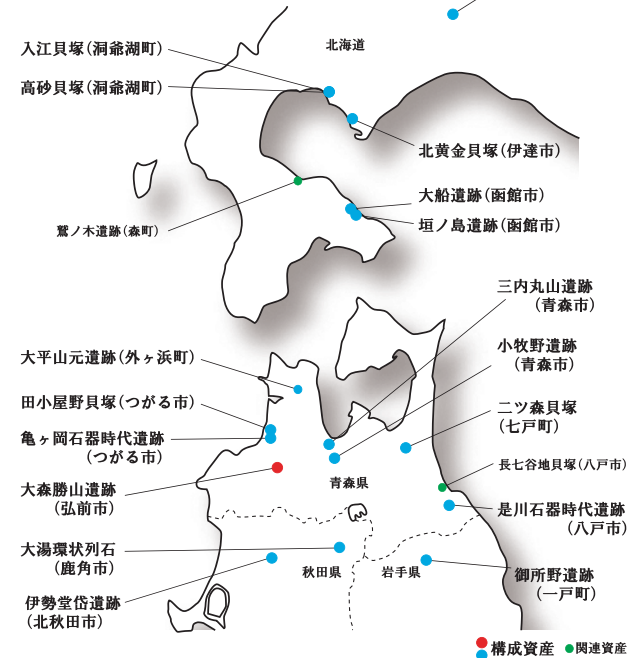 北海道
入江貝塚(洞爺湖町)
高砂貝塚(洞爺湖町)
北黄金貝塚(伊達市)
大船遺跡(函館市)
垣ノ島遺跡(函館市)
鷲ノ木遺跡(森町)
三内丸山遺跡
(青森市)
小牧野遺跡
(青森市)
大平山元遺跡(外ヶ浜町)
田小屋野貝塚(つがる市)
亀ヶ岡石器時代遺跡
(つがる市)
二ツ森貝塚
(七戸町)
長七谷地貝塚(八戸市)
青森県
大森勝山遺跡
(弘前市)
是川石器時代遺跡
(八戸市)
大湯環状列石
(鹿角市)
秋田県
岩手県
御所野遺跡
(一戸町)
伊勢堂岱遺跡
(北秋田市)
構成資産
関連資産